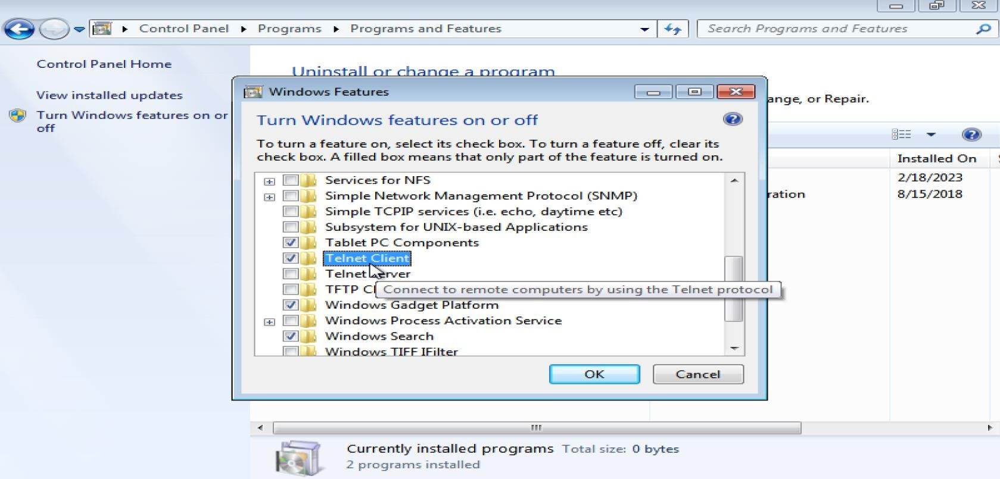 Control Panel ▸ Programs ▸ Programs and Features
Search Programs and Features
Control Panel Home
View installed updates
Turn Windows features on or
off
Uninstall or change a program
ange, or Repair.
Installed On
2/18/2023
ration
8/15/2018
Windows Features
Turn Windows features on or off
To turn a feature on, select its check box. To turn a feature off, clear its
check box. A filled box means that only part of the feature is turned on.
Services for NFS
Simple Network Management Protocol (SNMP)
Simple TCPIP services (i.e. echo, daytime etc)
Subsystem for UNIX-based Applications
Tablet PC Components
Telnet Client
Telnet Server
TFTP Cl
Connect to remote computers by using the Telnet protocol
Windows Gadget Platform
Windows Process Activation Service
Windows Search
Windows TIFF IFilter
OK
Cancel
Currently installed programs Total size: 0 bytes
2 programs installed